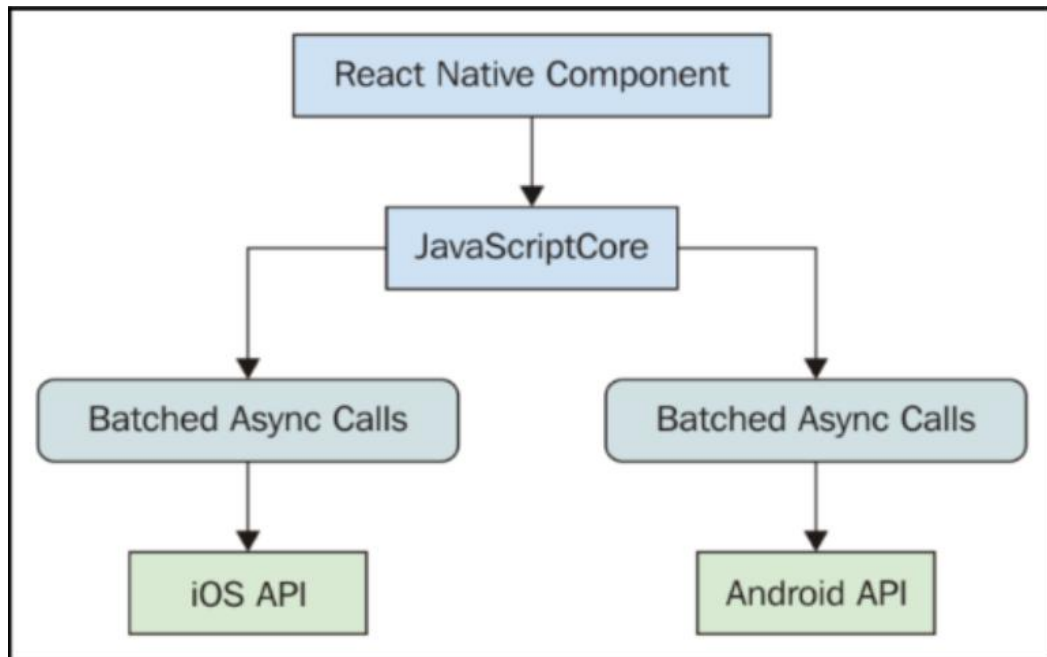 React Native Component
JavaScriptCore
Batched Async Calls
Batched Async Calls
iOS API
Android API